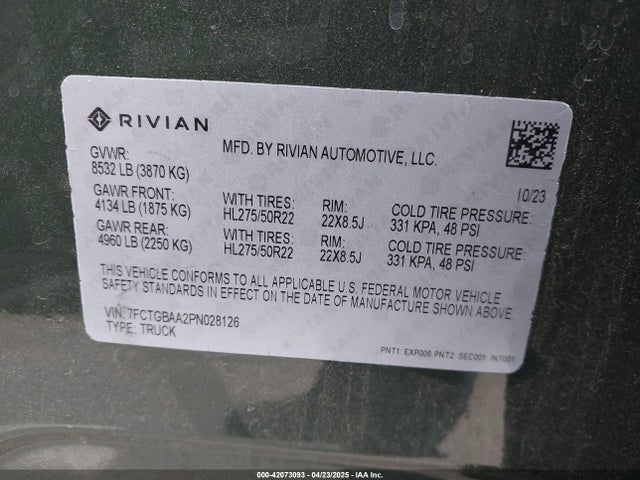 RIVIAN
MFD. BY RIVIAN AUTOMOTIVE, LLC.
10/23
GVWR:
8532 LB (3870 KG)
GAWR FRONT: WITH TIRES: RIM: COLD TIRE PRESSURE:
4134 LB (1875 KG) HL275/50R22 22X8.5J 331 KPA, 48 PSI
GAWR REAR: WITH TIRES: RIM: COLD TIRE PRESSURE:
4960 LB (2250 KG) HL275/50R22 22X8.5J 331 KPA, 48 PSI
THIS VEHICLE CONFORMS TO ALL APPLICABLE U.S. FEDERAL MOTOR VEHICLE
SAFETY STANDARDS IN EFFECT ON THE DATE OF MANUFACTURE SHOWN ABOVE.
VIN: 7FCTGBAA2PN028126
TYPE: TRUCK
PNT1: EXP006 PNT2: SEC001 INT001
000-42073093 - 04/23/2025 - IAA Inc.